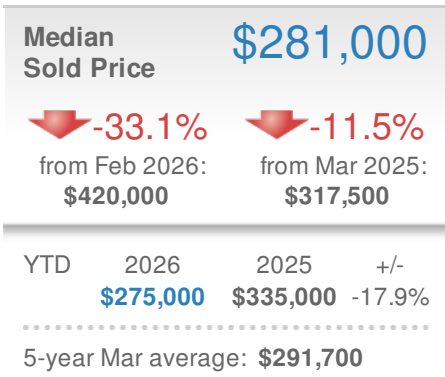 Median $281,000
Sold Price
-33.1% -11.5%
from Feb 2026: from Mar 2025:
$420,000 $317,500
YTD 2026 2025 +/-
$275,000 $335,000 -17.9%
5-year Mar average: $291,700